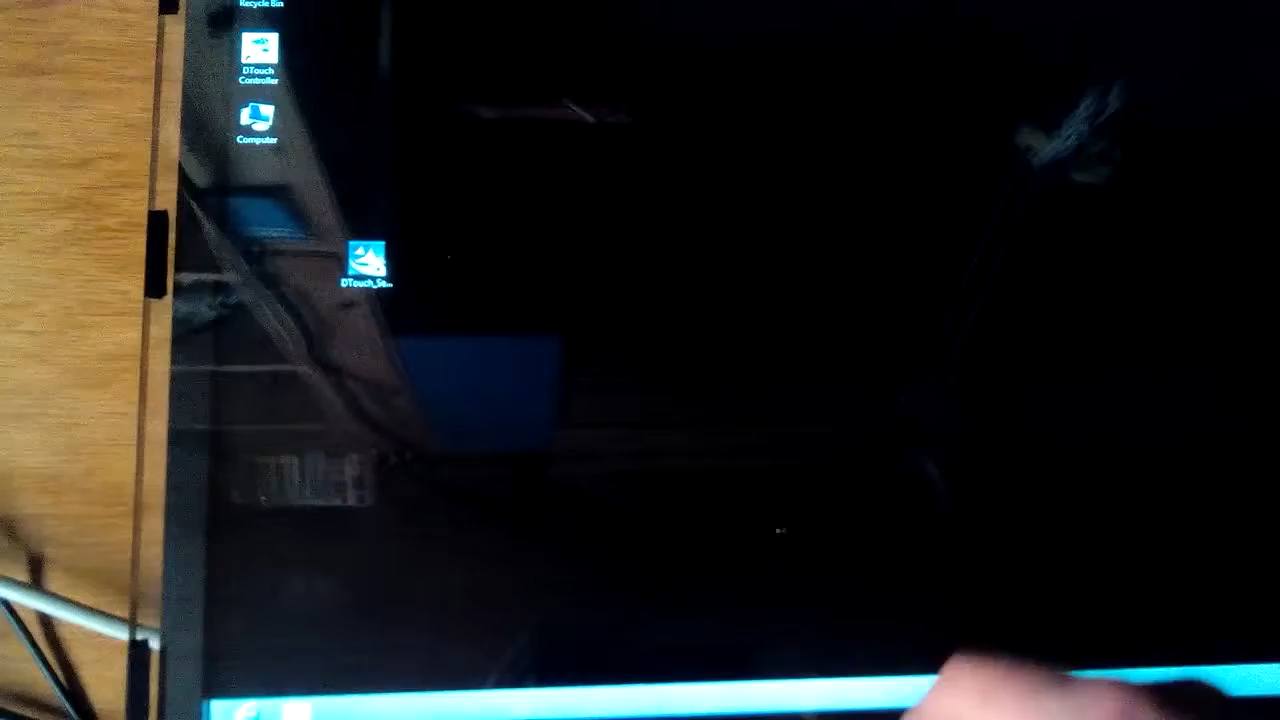 Recycle Bin
DTouch
Controller
Computer
DTouch_Se...